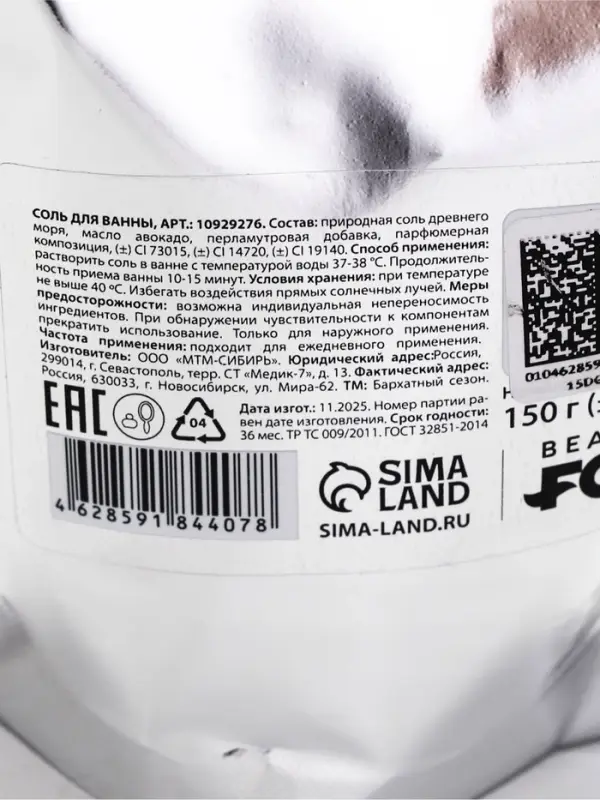 СОЛЬ ДЛЯ ВАННЫ, АРТ.: 10929276. Состав: природная соль древнего
моря, масло авокадо, перламутровая добавка, парфюмерная
композиция, (±) CI 73015, (±) CI 14720, (±) CI 19140. Способ применения:
растворить соль в ванне с температурой воды 37-38 °С. Продолжитель-
ность приема ванны 10-15 минут. Условия хранения: при температуре
не выше 40 °С. Избегать воздействия прямых солнечных лучей. Меры
предосторожности: возможна индивидуальная непереносимость
ингредиентов. При обнаружении чувствительности к компонентам
прекратить использование. Только для наружного применения.
Частота применения: подходит для ежедневного применения.
Изготовитель: ООО «МТМ-СИБИРЬ». Юридический адрес:Россия,
299014, г. Севастополь, терр. СТ «Медик-7», д. 13. Фактический адрес:
Россия, 630033, г. Новосибирск, ул. Мира-62. ТМ: Бархатный сезон.
ЕАС
04
Дата изгот.: 11.2025. Номер партии ра-
вен дате изготовления. Срок годности:
36 мес. ТР ТС 009/2011. ГОСТ 32851-2014
4 628591 844078
SIMA
LAND
SIMA-LAND.RU
010462859
150 г (±
BEA
FO